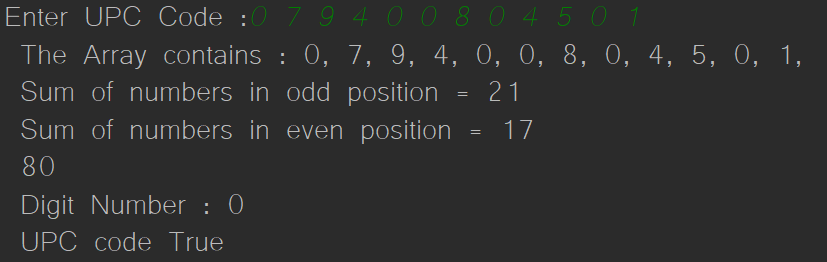 Enter UPC Code :0 7 9 4 0 0 8 0 4 5 0 1
The Array contains : 0, 7, 9, 4, 0, 0, 8, 0, 4, 5, 0, 1,
Sum of numbers in odd position = 21
Sum of numbers in even position = 17
80
Digit Number : 0
UPC code True